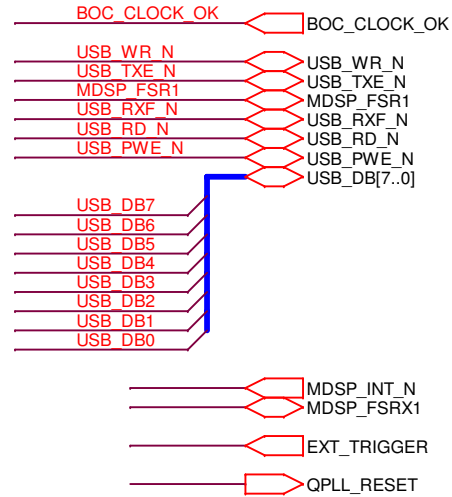 BOC_CLOCK_OK BOC_CLOCK_OK
USB_WR_N USB_WR_N
USB_TXE_N USB_TXE_N
MDSP_FSR1 MDSP_FSR1
USB_RXF_N USB_RXF_N
USB_RD_N USB_RD_N
USB_PWE_N USB_PWE_N
USB_DB[7..0]
USB_DB7
USB_DB6
USB_DB5
USB_DB4
USB_DB3
USB_DB2
USB_DB1
USB_DB0
MDSP_INT_N
MDSP_FSRX1
EXT_TRIGGER
QPLL_RESET